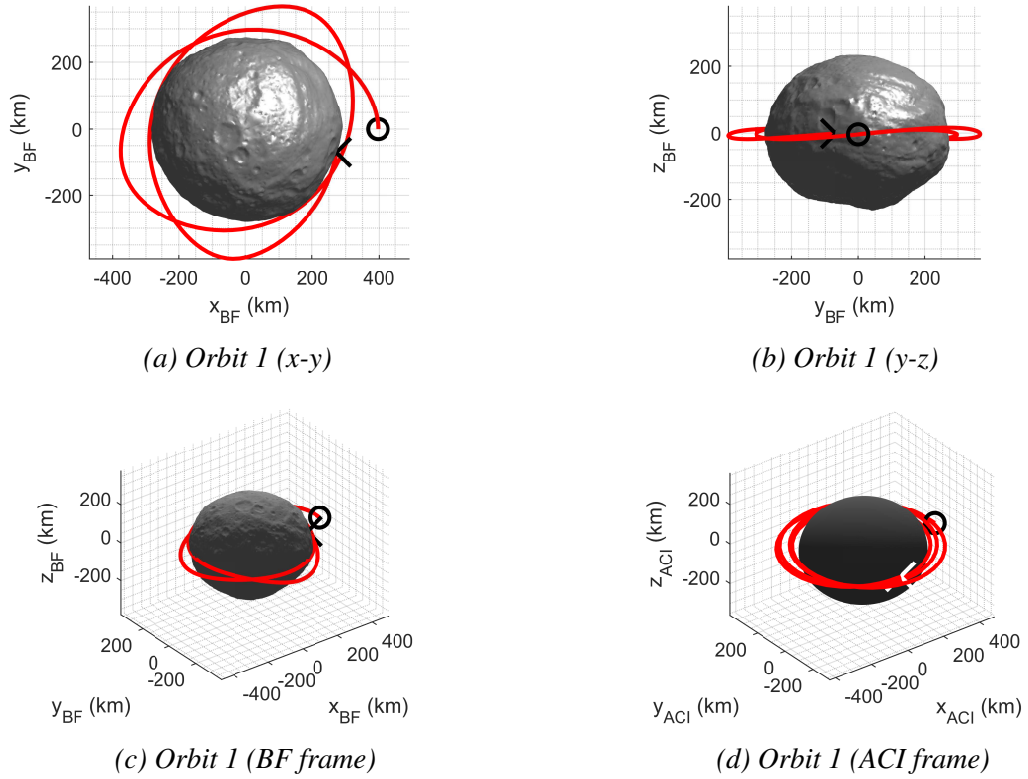 200
0
-200
y_BF (km)
-400 -200 0 200 400
x_BF (km)
(a) Orbit 1 (x-y)
200
0
-200
z_BF (km)
-200 0 200
y_BF (km)
(b) Orbit 1 (y-z)
200
0
-200
z_BF (km)
200
0
-200
y_BF (km)
-400
-200
0
200
400
x_BF (km)
(c) Orbit 1 (BF frame)
200
0
-200
z_ACI (km)
200
0
-200
y_ACI (km)
-400
-200
0
200
400
x_ACI (km)
(d) Orbit 1 (ACI frame)